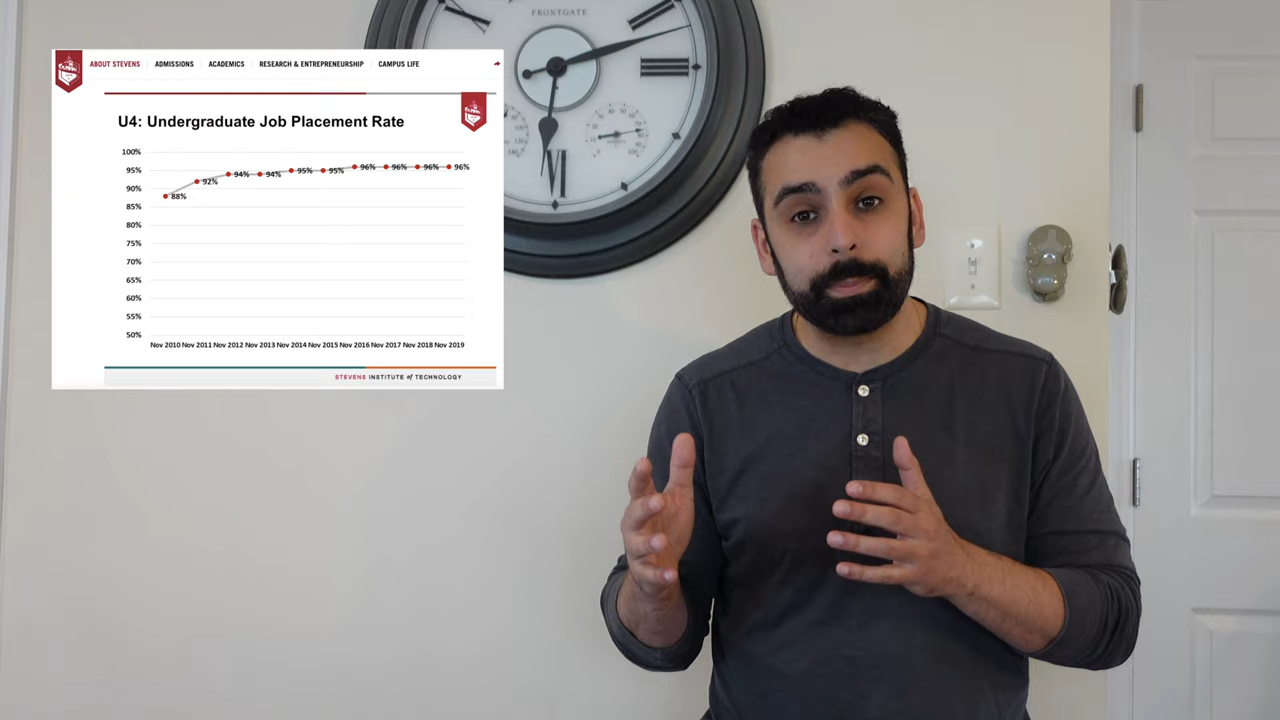 FRONTGATE
ABOUT STEVENS ADMISSIONS ACADEMICS RESEARCH & ENTREPRENEURSHIP CAMPUS LIFE
U4: Undergraduate Job Placement Rate
100%
95%
90%
85%
80%
75%
70%
65%
60%
55%
50%
88% 92% 94% 94% 95% 95% 96% 96% 96% 96%
Nov 2010 Nov 2011 Nov 2012 Nov 2013 Nov 2014 Nov 2015 Nov 2016 Nov 2017 Nov 2018 Nov 2019
STEVENS INSTITUTE of TECHNOLOGY
VI